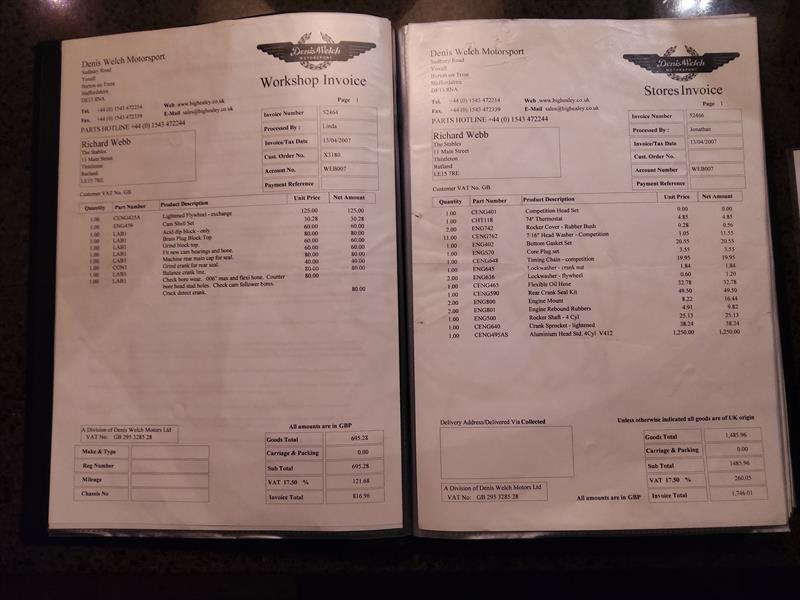 Denis Welch Motorsport
Sudbury Road
Yoxall
Burton on Trent
Staffordshire
DE13 8NA
Tel. +44 (0) 1543 472214
Fax. +44 (0) 1543 472339
PARTS HOTLINE +44 (0) 1543 472244
Web www.bighealey.co.uk
E-Mail sales@bighealey.co.uk
Denis Welch
MOTORSPORT
Workshop Invoice
Page 1
Richard Webb
The Stables
11 Main Street
Thistleton
Rutland
LE15 7RE
Customer VAT No. GB
Invoice Number 52464
Processed By : Linda
Invoice/Tax Date 13/04/2007
Cust. Order No. X3180
Account Number WEB007
Payment Reference
Quantity Part Number Product Description Unit Price Net Amount
1.00 CENG435A Lightened Flywheel - exchange 125.00 125.00
1.00 ENG459 Cam Shell Set 30.28 30.28
1.00 LAB1 Acid dip block - only 60.00 60.00
1.00 LAB1 Brass Plug Block Top 80.00 80.00
1.00 LAB1 Grind block top. 60.00 60.00
1.00 LAB1 Fit new cam bearings and hone. 60.00 60.00
1.00 LAB1 Machine rear main cap for seal. 80.00 80.00
1.00 CON1 Grind crank for rear seal. 40.00 40.00
1.00 LAB1 Balance crank line. 80.00 80.00
1.00 LAB1 Check bore wear. -006" max and flexi hone. Counter 80.00
bore head stud holes. Check cam follower bores.
Crack detect crank. 80.00
A Division of Denis Welch Motors Ltd
VAT No: GB 295 3285 28
Make & Type
Reg Number
Mileage
Chassis No
All amounts are in GBP
Goods Total 695.28
Carriage & Packing 0.00
Sub Total 695.28
VAT 17.50 % 121.68
Invoice Total 816.96
Denis Welch Motorsport
Sudbury Road
Yoxall
Burton on Trent
Staffordshire
DE13 8NA
Tel. +44 (0) 1543 472214
Fax. +44 (0) 1543 472339
PARTS HOTLINE +44 (0) 1543 472244
Web www.bighealey.co.uk
E-Mail sales@bighealey.co.uk
Denis Welch
MOTORSPORT
Stores Invoice
Page 1
Richard Webb
The Stables
11 Main Street
Thistleton
Rutland
LE15 7RE
Customer VAT No. GB
Invoice Number 52466
Processed By : Jonathan
Invoice/Tax Date 13/04/2007
Cust. Order No.
Account Number WEB007
Payment Reference
Quantity Part Number Product Description Unit Price Net Amount
1.00 CENG401 Competition Head Set 0.00 0.00
1.00 CHT118 74° Thermostat 4.85 4.85
2.00 ENG742 Rocker Cover - Rubber Bush 0.28 0.56
11.00 CENG762 7/16" Head Washer - Competition 1.05 11.55
1.00 ENG402 Bottom Gasket Set 20.55 20.55
1.00 ENG570 Core Plug set 3.55 3.55
1.00 CENG648 Timing Chain - competition 19.95 19.95
1.00 ENG645 Lockwasher - crank nut 1.84 1.84
2.00 ENG636 Lockwasher - flywheel 0.60 1.20
1.00 CENG465 Flexible Oil Hose 32.78 32.78
1.00 CENG590 Rear Crank Seal Kit 49.50 49.50
2.00 ENG800 Engine Mount 8.22 16.44
2.00 ENG801 Engine Rebound Rubbers 4.91 9.82
1.00 ENG500 Rocker Shaft - 4 Cyl 25.13 25.13
1.00 CENG640 Crank Sprocket - lightened 38.24 38.24
1.00 CENG495AS Aluminium Head Std, 4Cyl V412 1,250.00 1,250.00
Delivery Address/Delivered Via Collected
A Division of Denis Welch Motors Ltd
VAT No: GB 295 3285 28
All amounts are in GBP
Unless otherwise indicated all goods are of UK origin
Goods Total 1,485.96
Carriage & Packing 0.00
Sub Total 1485.96
VAT 17.50 % 260.05
Invoice Total 1,746.01